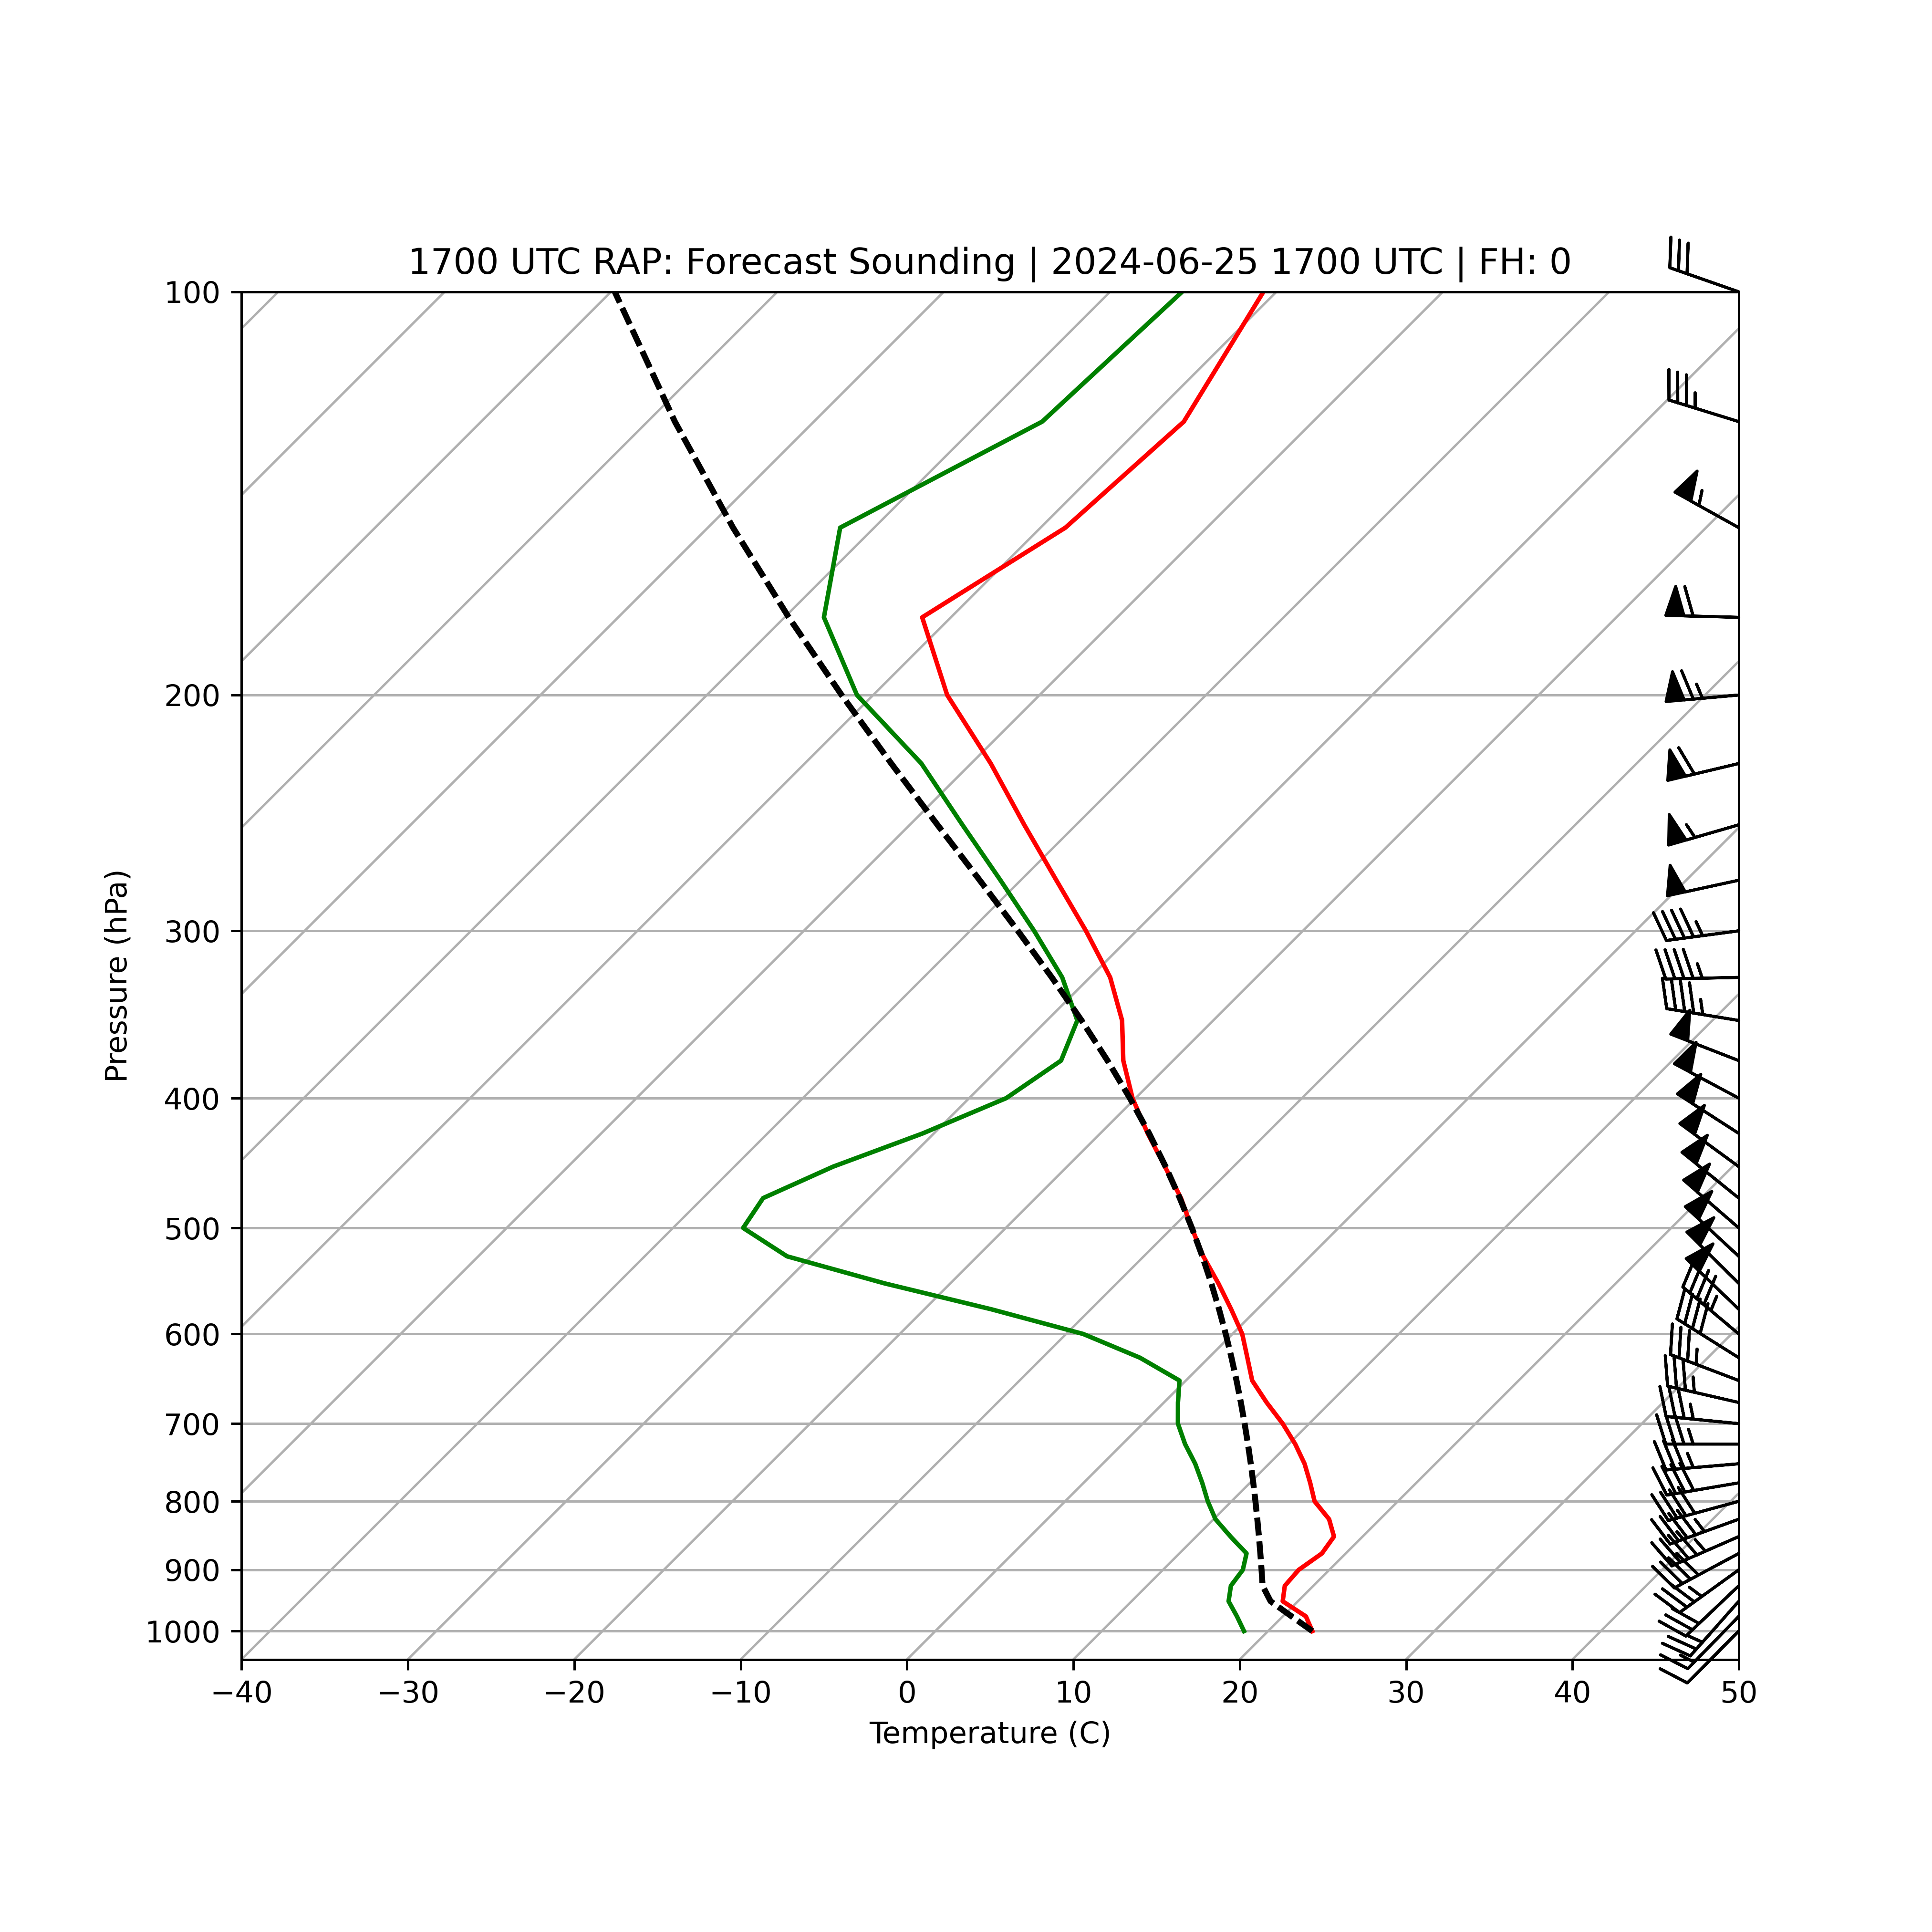 1700 UTC RAP: Forecast Sounding | 2024-06-25 1700 UTC | FH: 0
100
200
300
400
500
600
700
800
900
1000
Pressure (hPa)
−40 −30 −20 −10 0 10 20 30 40 50
Temperature (C)